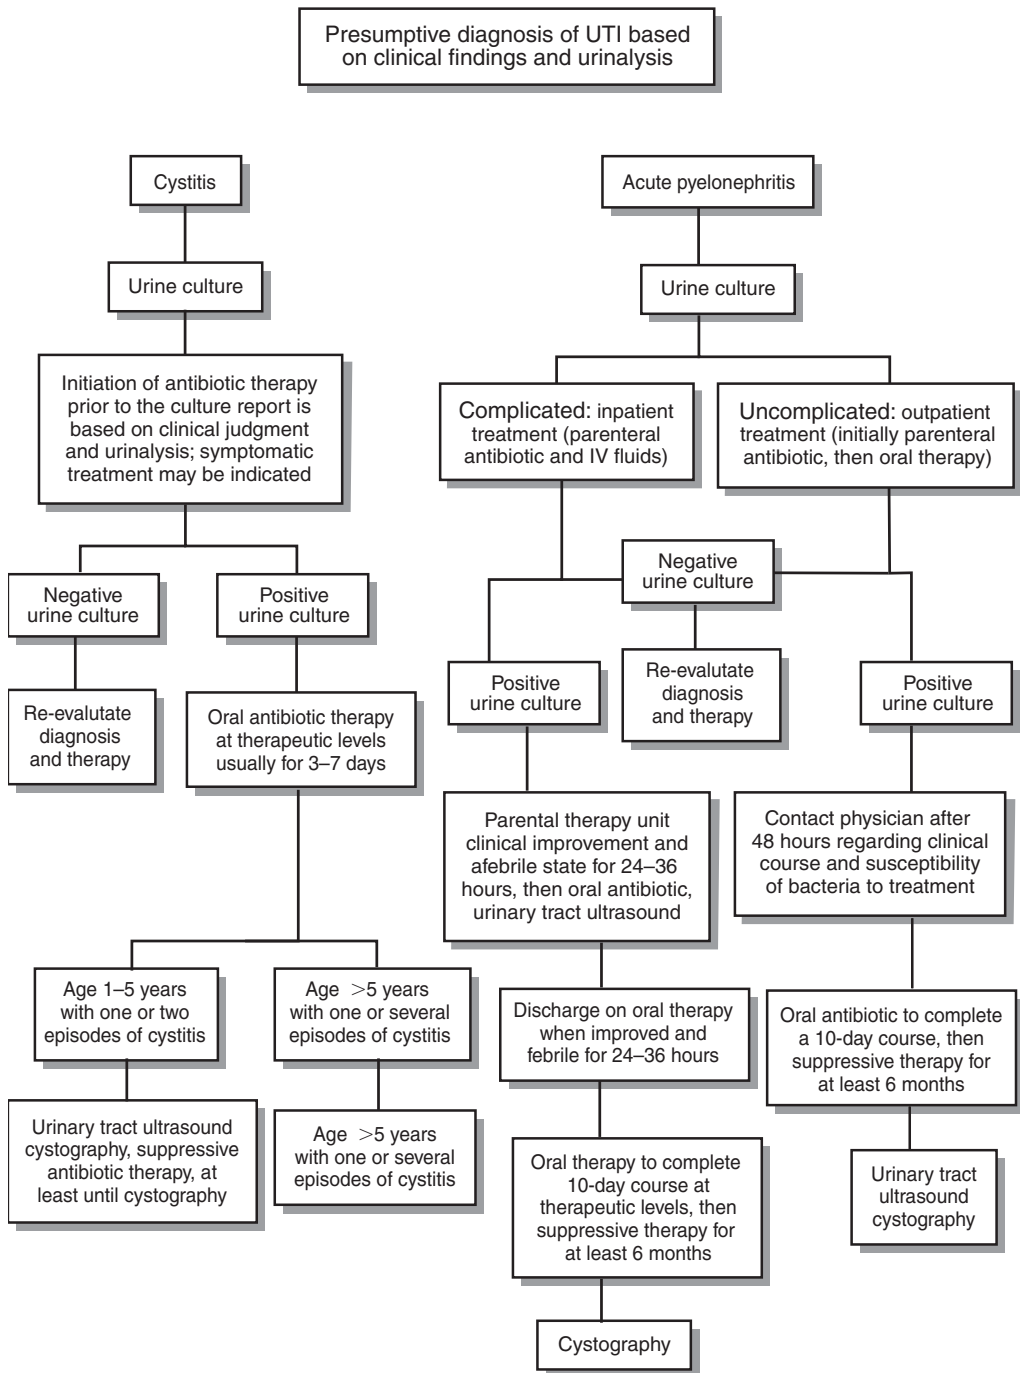 Presumptive diagnosis of UTI based
on clinical findings and urinalysis
Cystitis
Urine culture
Initiation of antibiotic therapy
prior to the culture report is
based on clinical judgment
and urinalysis; symptomatic
treatment may be indicated
Negative
urine culture
Re-evalutate
diagnosis
and therapy
Positive
urine culture
Oral antibiotic therapy
at therapeutic levels
usually for 3–7 days
Age 1–5 years
with one or two
episodes of cystitis
Urinary tract ultrasound
cystography, suppressive
antibiotic therapy, at
least until cystography
Age >5 years
with one or several
episodes of cystitis
Age >5 years
with one or several
episodes of cystitis
Acute pyelonephritis
Urine culture
Complicated: inpatient
treatment (parenteral
antibiotic and IV fluids)
Uncomplicated: outpatient
treatment (initially parenteral
antibiotic, then oral therapy)
Negative
urine culture
Re-evalutate
diagnosis
and therapy
Positive
urine culture
Parental therapy unit
clinical improvement and
afebrile state for 24–36
hours, then oral antibiotic,
urinary tract ultrasound
Discharge on oral therapy
when improved and
febrile for 24–36 hours
Oral therapy to complete
10-day course at
therapeutic levels, then
suppressive therapy for
at least 6 months
Cystography
Positive
urine culture
Contact physician after
48 hours regarding clinical
course and susceptibility
of bacteria to treatment
Oral antibiotic to complete
a 10-day course, then
suppressive therapy for
at least 6 months
Urinary tract
ultrasound
cystography